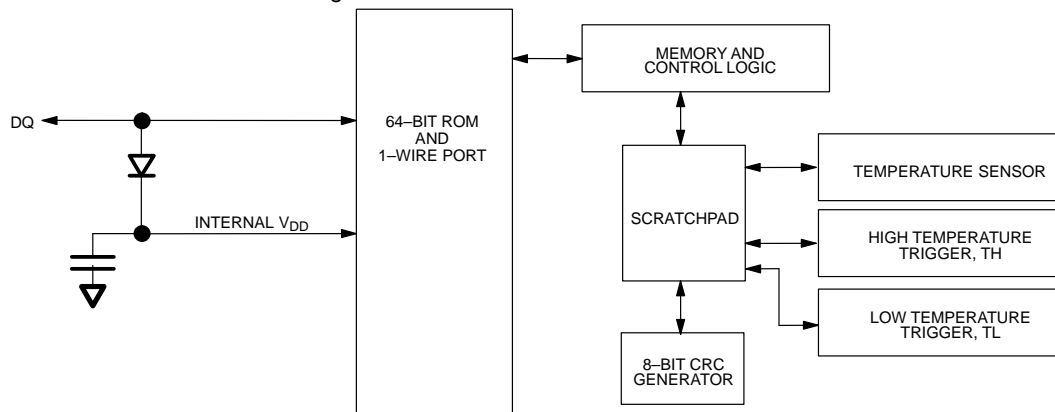 DQ
64–BIT ROM
AND
1–WIRE PORT
INTERNAL VDD
MEMORY AND
CONTROL LOGIC
SCRATCHPAD
8–BIT CRC
GENERATOR
TEMPERATURE SENSOR
HIGH TEMPERATURE
TRIGGER, TH
LOW TEMPERATURE
TRIGGER, TL